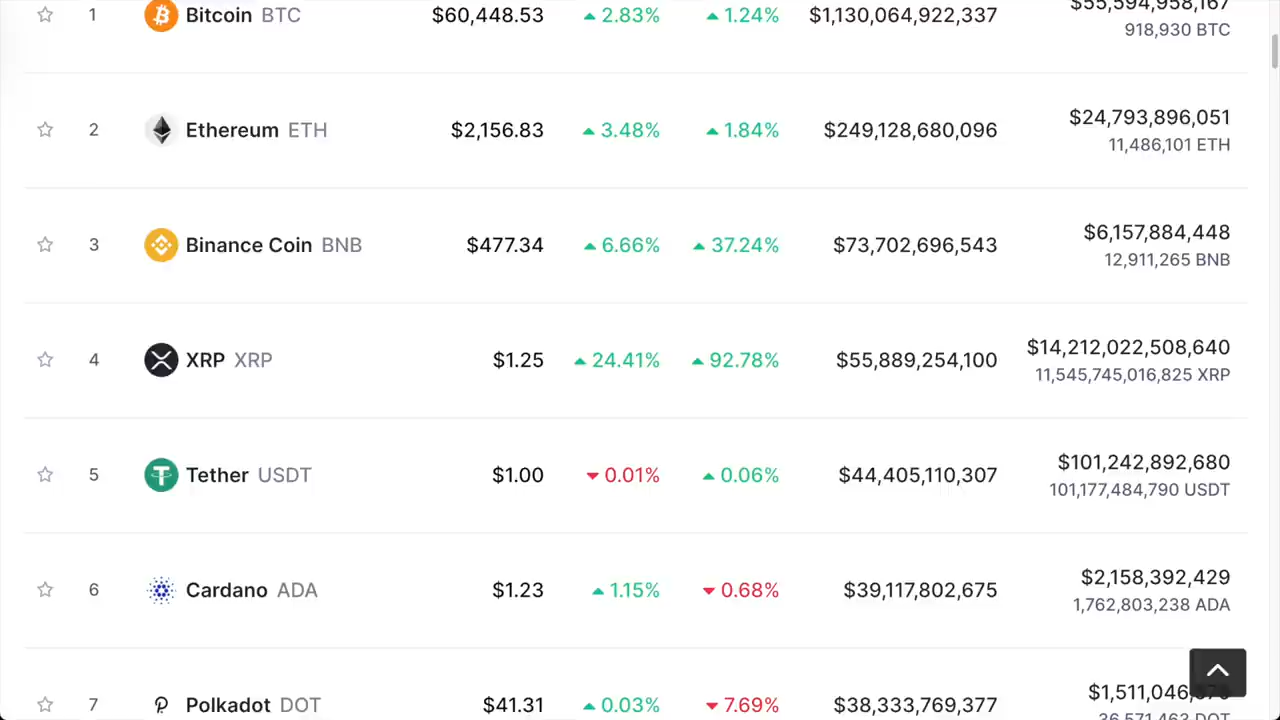 1 Bitcoin BTC $60,448.53 2.83% 1.24% $1,130,064,922,337 $55,594,958,167
918,930 BTC
2 Ethereum ETH $2,156.83 3.48% 1.84% $249,128,680,096 $24,793,896,051
11,486,101 ETH
3 Binance Coin BNB $477.34 6.66% 37.24% $73,702,696,543 $6,157,884,448
12,911,265 BNB
4 XRP XRP $1.25 24.41% 92.78% $55,889,254,100 $14,212,022,508,640
11,545,745,016,825 XRP
5 Tether USDT $1.00 0.01% 0.06% $44,405,110,307 $101,242,892,680
101,177,484,790 USDT
6 Cardano ADA $1.23 1.15% 0.68% $39,117,802,675 $2,158,392,429
1,762,803,238 ADA
7 Polkadot DOT $41.31 0.03% 7.69% $38,333,769,377